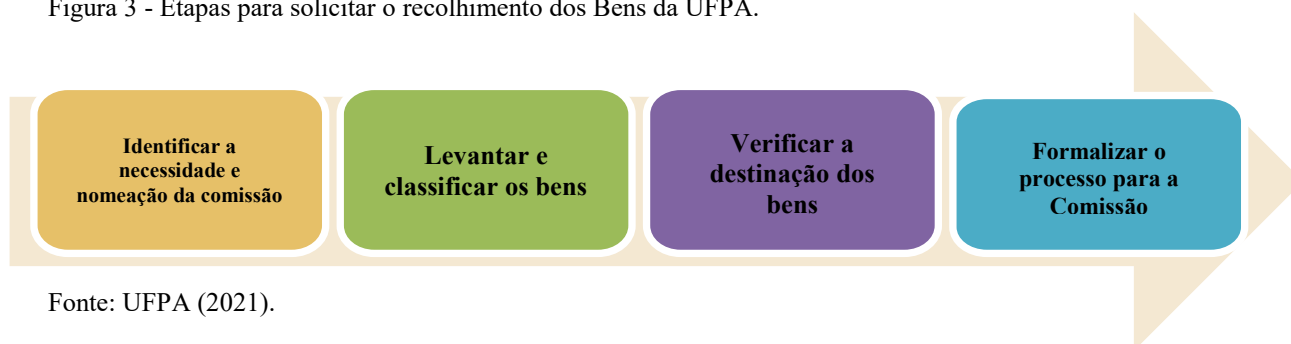 Figura 3 - Etapas para solicitar o recolhimento dos Bens da UFPA.
Identificar a
necessidade e
nomeação da comissão
Levantar e
classificar os bens
Verificar a
destinação dos
bens
Formalizar o
processo para a
Comissão
Fonte: UFPA (2021).